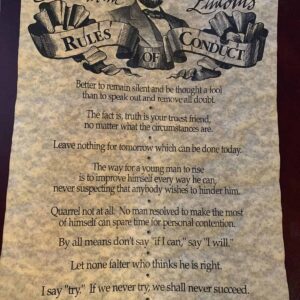 Lincoln's
RULES OF CONDUCT
Better to remain silent and be thought a fool
than to speak out and remove all doubt.
The fact is, truth is your truest friend,
no matter what the circumstances are.
Leave nothing for tomorrow which can be done today.
The way for a young man to rise
is to improve himself every way he can,
never suspecting that anybody wishes to hinder him.
Quarrel not at all. No man resolved to make the most
of himself can spare time for personal contention.
By all means don't say "if I can," say "I will."
Let none falter who thinks he is right.
I say "try." If we never try, we shall never succeed.